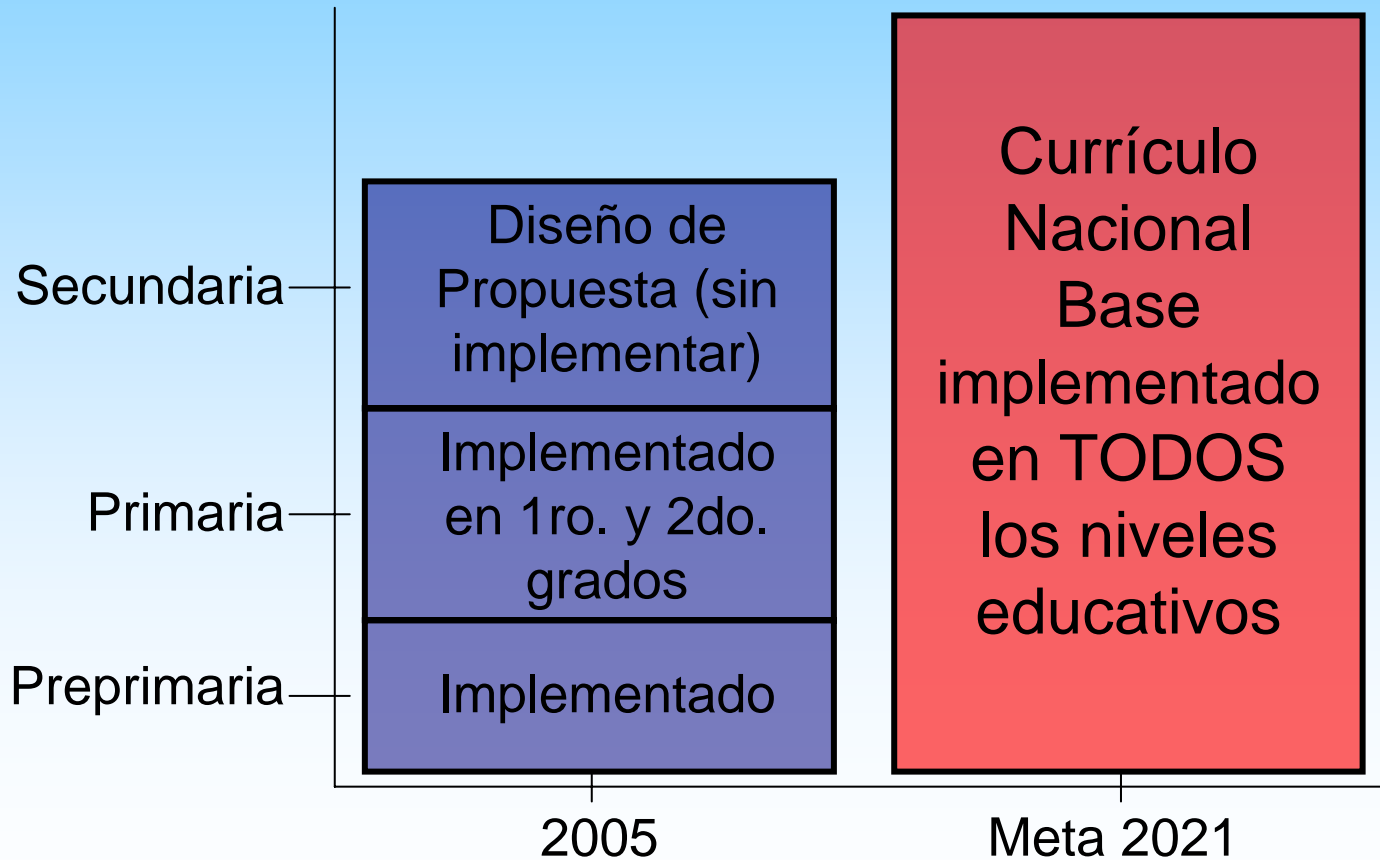 Secundaria
Primaria
Preprimaria
Diseño de
Propuesta (sin
implementar)
Implementado
en 1ro. y 2do.
grados
Implementado
Currículo
Nacional
Base
implementado
en TODOS
los niveles
educativos
2005
Meta 2021